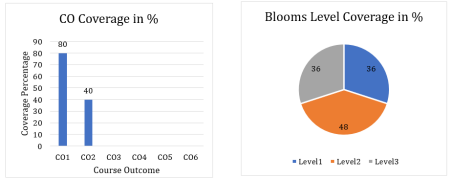 CO Coverage in %
90
80
70
60
50
40
30
20
10
0
80
40
CO1 CO2 CO3 CO4 CO5 CO6
Course Outcome
Coverage Percentage
Blooms Level Coverage in %
36
36
48
Level1 Level2 Level3